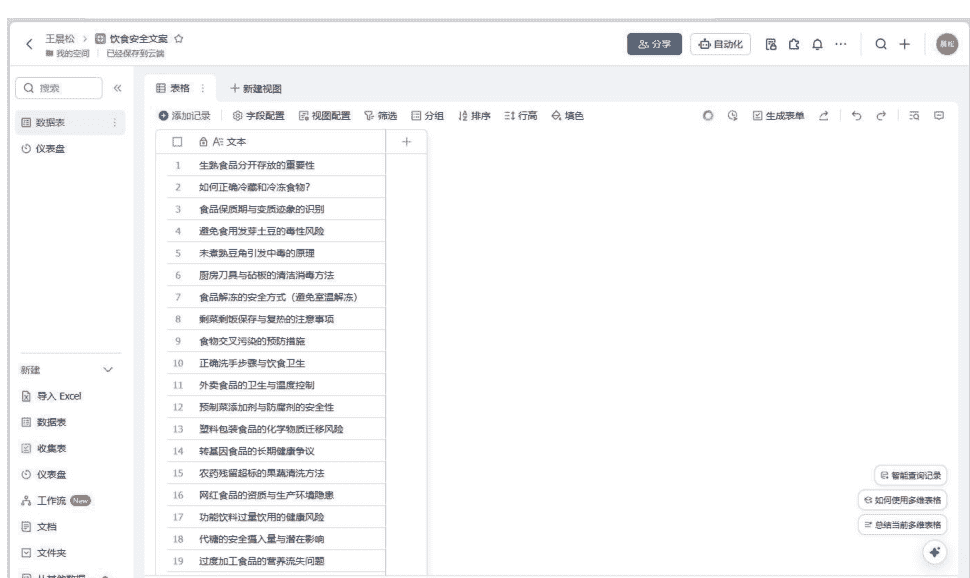 王晨松 › 饮食安全文案
我的空间 已经保存到云端
分享
自动化
晨松
搜索
数据表
仪表盘
表格
新建视图
添加记录 字段配置 视图配置 筛选 分组 排序 行高 填色 生成表单
文本
1 生熟食品分开存放的重要性
2 如何正确冷藏和冷冻食物?
3 食品保质期与变质迹象的识别
4 避免食用发芽土豆的毒性风险
5 未煮熟豆角引发中毒的原理
6 厨房刀具与砧板的清洁消毒方法
7 食品解冻的安全方式（避免室温解冻）
8 剩菜剩饭保存与复热的注意事项
9 食物交叉污染的预防措施
10 正确洗手步骤与饮食卫生
11 外卖食品的卫生与温度控制
12 预制菜添加剂与防腐剂的安全性
13 塑料包装食品的化学物质迁移风险
14 转基因食品的长期健康争议
15 农药残留超标的果蔬清洗方法
16 网红食品的资质与生产环境隐患
17 功能饮料过量饮用的健康风险
18 代糖的安全摄入量与潜在影响
19 过度加工食品的营养流失问题
新建
导入 Excel
数据表
收集表
仪表盘
工作流 New
文档
文件夹
智能查询记录
如何使用多维表格
总结当前多维表格